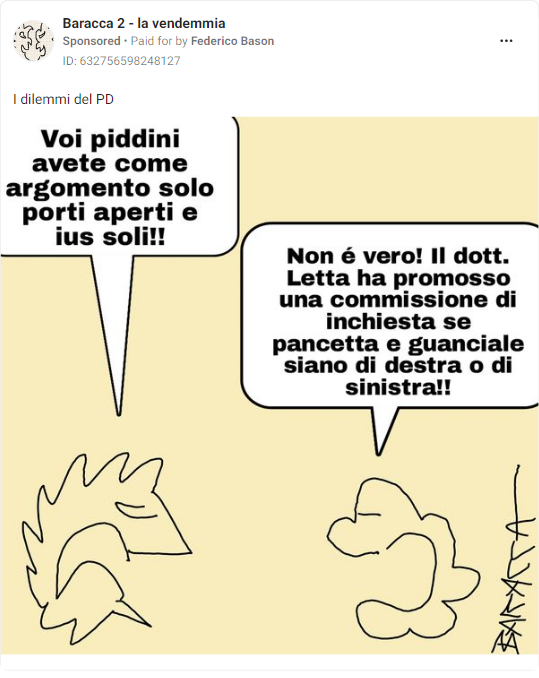 Baracca 2 - la vendemmia
Sponsored • Paid for by Federico Bason
ID: 632756598248127
I dilemmi del PD
Voi piddini
avete come
argomento solo
porti aperti e
ius soli!!
Non é vero! Il dott.
Letta ha promosso
una commissione di
inchiesta se
pancetta e guanciale
siano di destra o di
sinistra!!